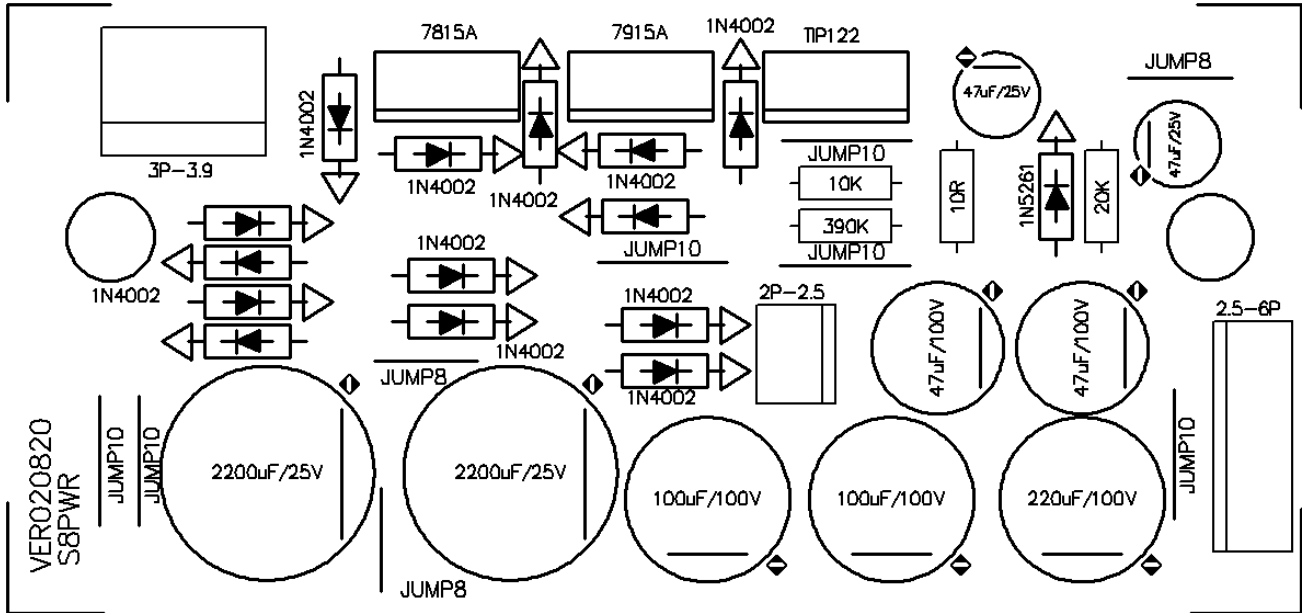 7815A
7915A
1N4002
TIP122
JUMP8
47uF/25V
47uF/25V
1N4002
3P-3.9
1N4002
1N4002
1N4002
JUMP10
10K
390K
JUMP10
10R
1N5261
20K
1N4002
1N4002
JUMP10
1N4002
1N4002
2P-2.5
47uF/100V
47uF/100V
2.5-6P
1N4002
JUMP8
JUMP10
JUMP10
2200uF/25V
2200uF/25V
100uF/100V
100uF/100V
220uF/100V
JUMP10
VER020820
S8PWR
JUMP8